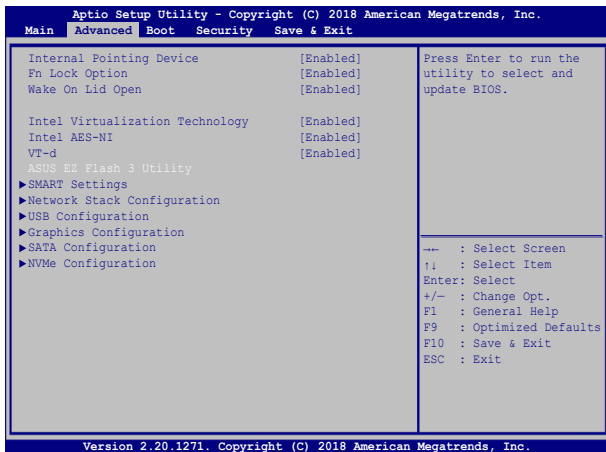 Aptio Setup Utility - Copyright (C) 2018 American Megatrends, Inc.
Main Advanced Boot Security Save & Exit
Internal Pointing Device [Enabled]
Fn Lock Option [Enabled]
Wake On Lid Open [Enabled]
Intel Virtualization Technology [Enabled]
Intel AES-NI [Enabled]
VT-d [Enabled]
ASUS EZ Flash 3 Utility
▶SMART Settings
▶Network Stack Configuration
▶USB Configuration
▶Graphics Configuration
▶SATA Configuration
▶NVMe Configuration
Press Enter to run the
utility to select and
update BIOS.
→← : Select Screen
↑↓ : Select Item
Enter: Select
+/— : Change Opt.
F1 : General Help
F9 : Optimized Defaults
F10 : Save & Exit
ESC : Exit
Version 2.20.1271. Copyright (C) 2018 American Megatrends, Inc.